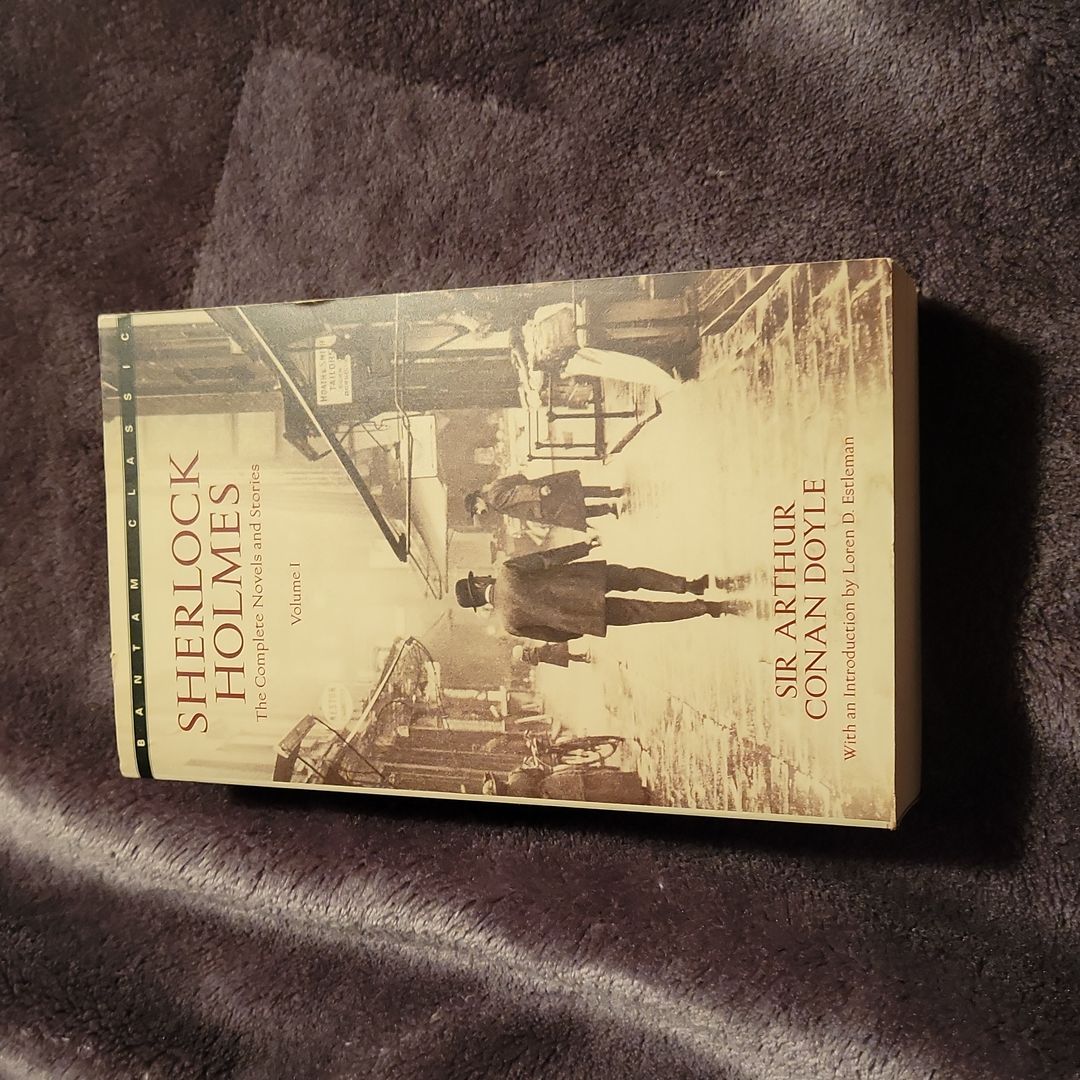 BANTAM CLASSIC
SHERLOCK
HOLMES
The Complete Novels and Stories
Volume I
TAILOR
SIR ARTHUR
CONAN DOYLE
With an Introduction by Loren D. Estleman